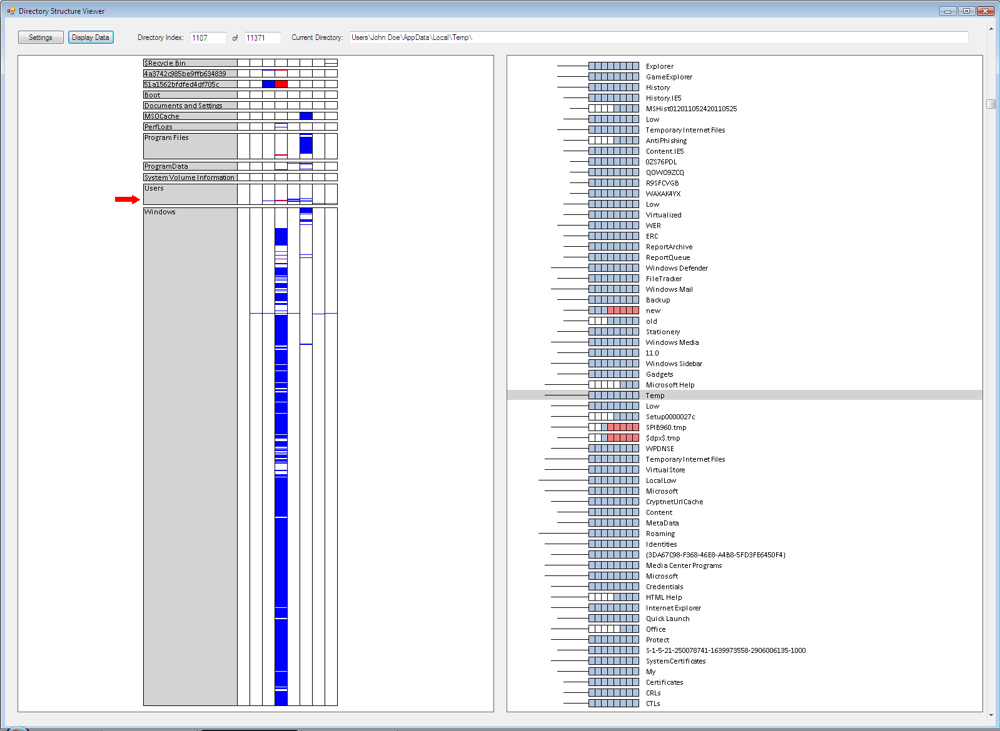 Directory Structure Viewer
Settings
Display Data
Directory Index: 1107 of 11371
Current Directory: Users\John Doe\AppData\Local\Temp\
$Recycle.Bin
4a3742c985be9ffb634839
51a1562bfdfed4df705c
Boot
Documents and Settings
MSOCache
PerfLogs
Program Files
ProgramData
System Volume Information
Users
Windows
Explorer
GameExplorer
History
History.IE5
MSHist012011052420110525
Low
Temporary Internet Files
AntiPhishing
Content.IE5
0ZS76PDL
QOWO9ZCQ
R9SFCVGB
WAXAK4YX
Low
Virtualized
WER
ERC
ReportArchive
ReportQueue
Windows Defender
FileTracker
Windows Mail
Backup
new
old
Stationery
Windows Media
11.0
Windows Sidebar
Gadgets
Microsoft Help
Temp
Low
Setup0000027c
SPIB960.tmp
$dpx$.tmp
WPDNSE
Temporary Internet Files
VirtualStore
LocalLow
Microsoft
CryptnetUrlCache
Content
MetaData
Roaming
Identities
{3DA67C98-F368-46E8-A4B8-5FD3FE6450F4}
Media Center Programs
Microsoft
Credentials
HTML Help
Internet Explorer
Quick Launch
Office
Protect
S-1-5-21-250078741-1639973558-2906006135-1000
SystemCertificates
My
Certificates
CRLs
CTLs